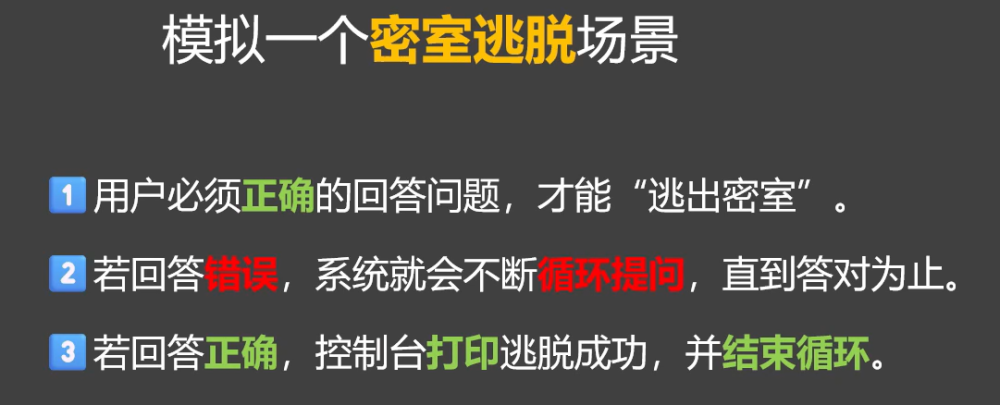 模拟一个密室逃脱场景
1 用户必须正确的回答问题，才能“逃出密室”。
2 若回答错误，系统就会不断循环提问，直到答对为止。
3 若回答正确，控制台打印逃脱成功，并结束循环。